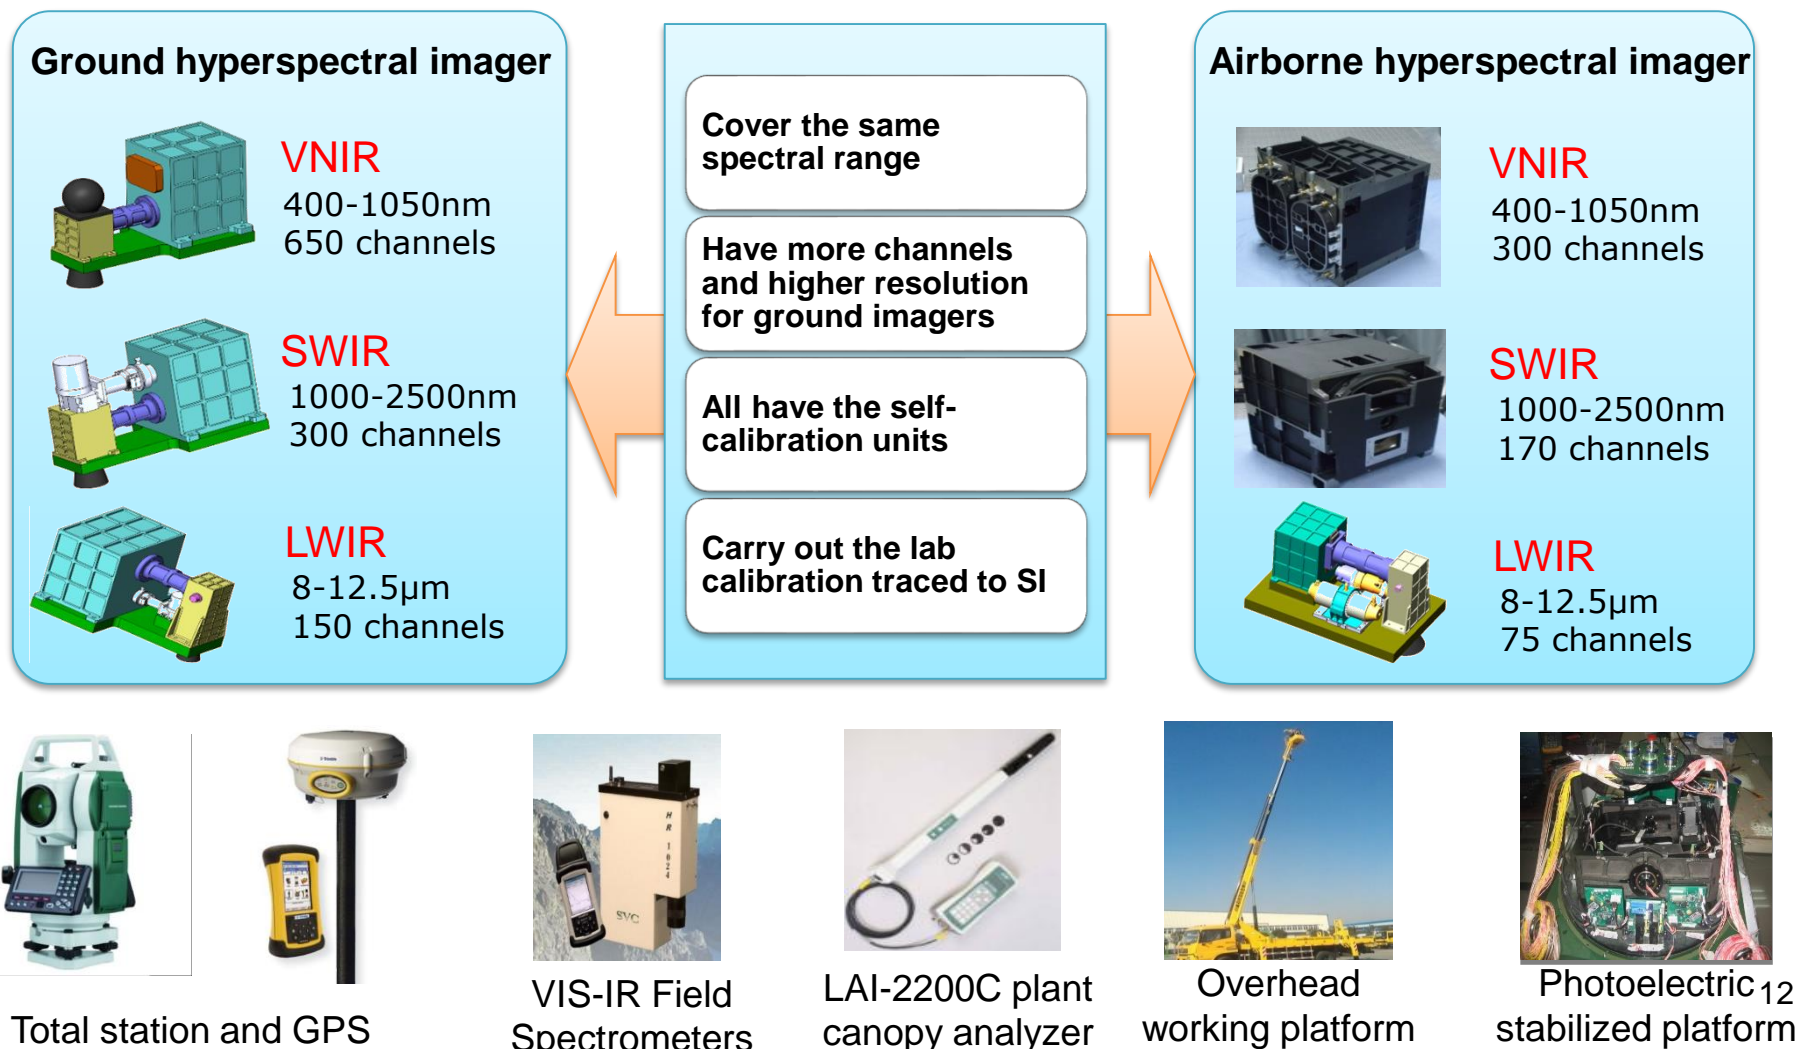 Ground hyperspectral imager
VNIR
400-1050nm
650 channels
SWIR
1000-2500nm
300 channels
LWIR
8-12.5μm
150 channels
Cover the same
spectral range
Have more channels
and higher resolution
for ground imagers
All have the self-
calibration units
Carry out the lab
calibration traced to SI
Airborne hyperspectral imager
VNIR
400-1050nm
300 channels
SWIR
1000-2500nm
170 channels
LWIR
8-12.5μm
75 channels
HR 1024
SVC
Total station and GPS
VIS-IR Field
Spectrometers
LAI-2200C plant
canopy analyzer
Overhead
working platform
Photoelectric
stabilized platform
12